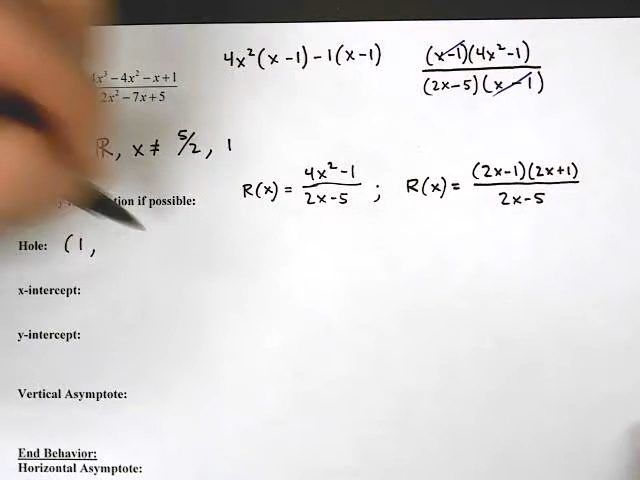 4x²(x-1)-1(x-1)
(x-1)(4x²-1)
(2x-5)(x-1)
x³-4x²-x+1
2x²-7x+5
ℝ, x≠ 5/2, 1
R(x) = 4x²-1 / 2x-5 ; R(x) = (2x-1)(2x+1) / 2x-5
if possible:
Hole: (1,
x-intercept:
y-intercept:
Vertical Asymptote:
End Behavior:
Horizontal Asymptote: